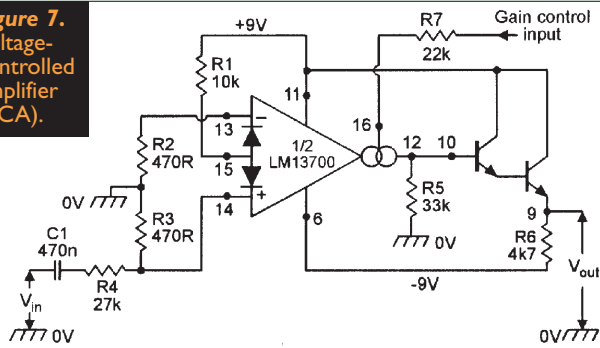 gure 7.
ltage-
ntrolled
plifier
CA).
+9V
R1
10k
R7
22k
Gain control
input
11
16
13
15
14
1/2
LM13700
12
10
R2
470R
0V
R3
470R
R5
33k
0V
6
9
R6
4k7
Vout
C1
470n
R4
27k
-9V
Vin
0V
0V